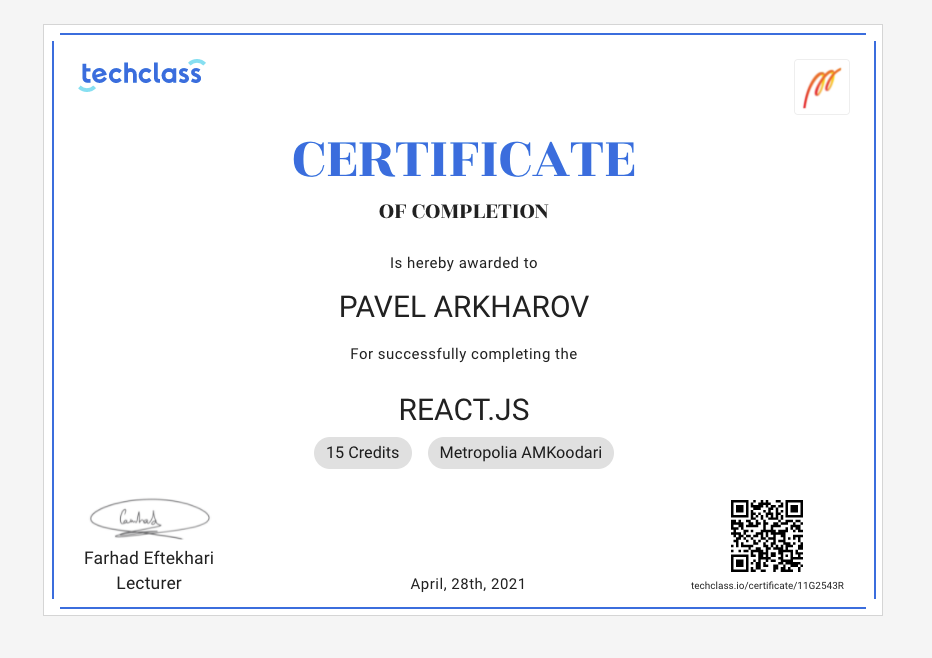 techclass
CERTIFICATE
OF COMPLETION
Is hereby awarded to
PAVEL ARKHAROV
For successfully completing the
REACT.JS
15 Credits
Metropolia AMKoodari
Farhad Eftekhari
Lecturer
April, 28th, 2021
techclass.io/certificate/11G2543R